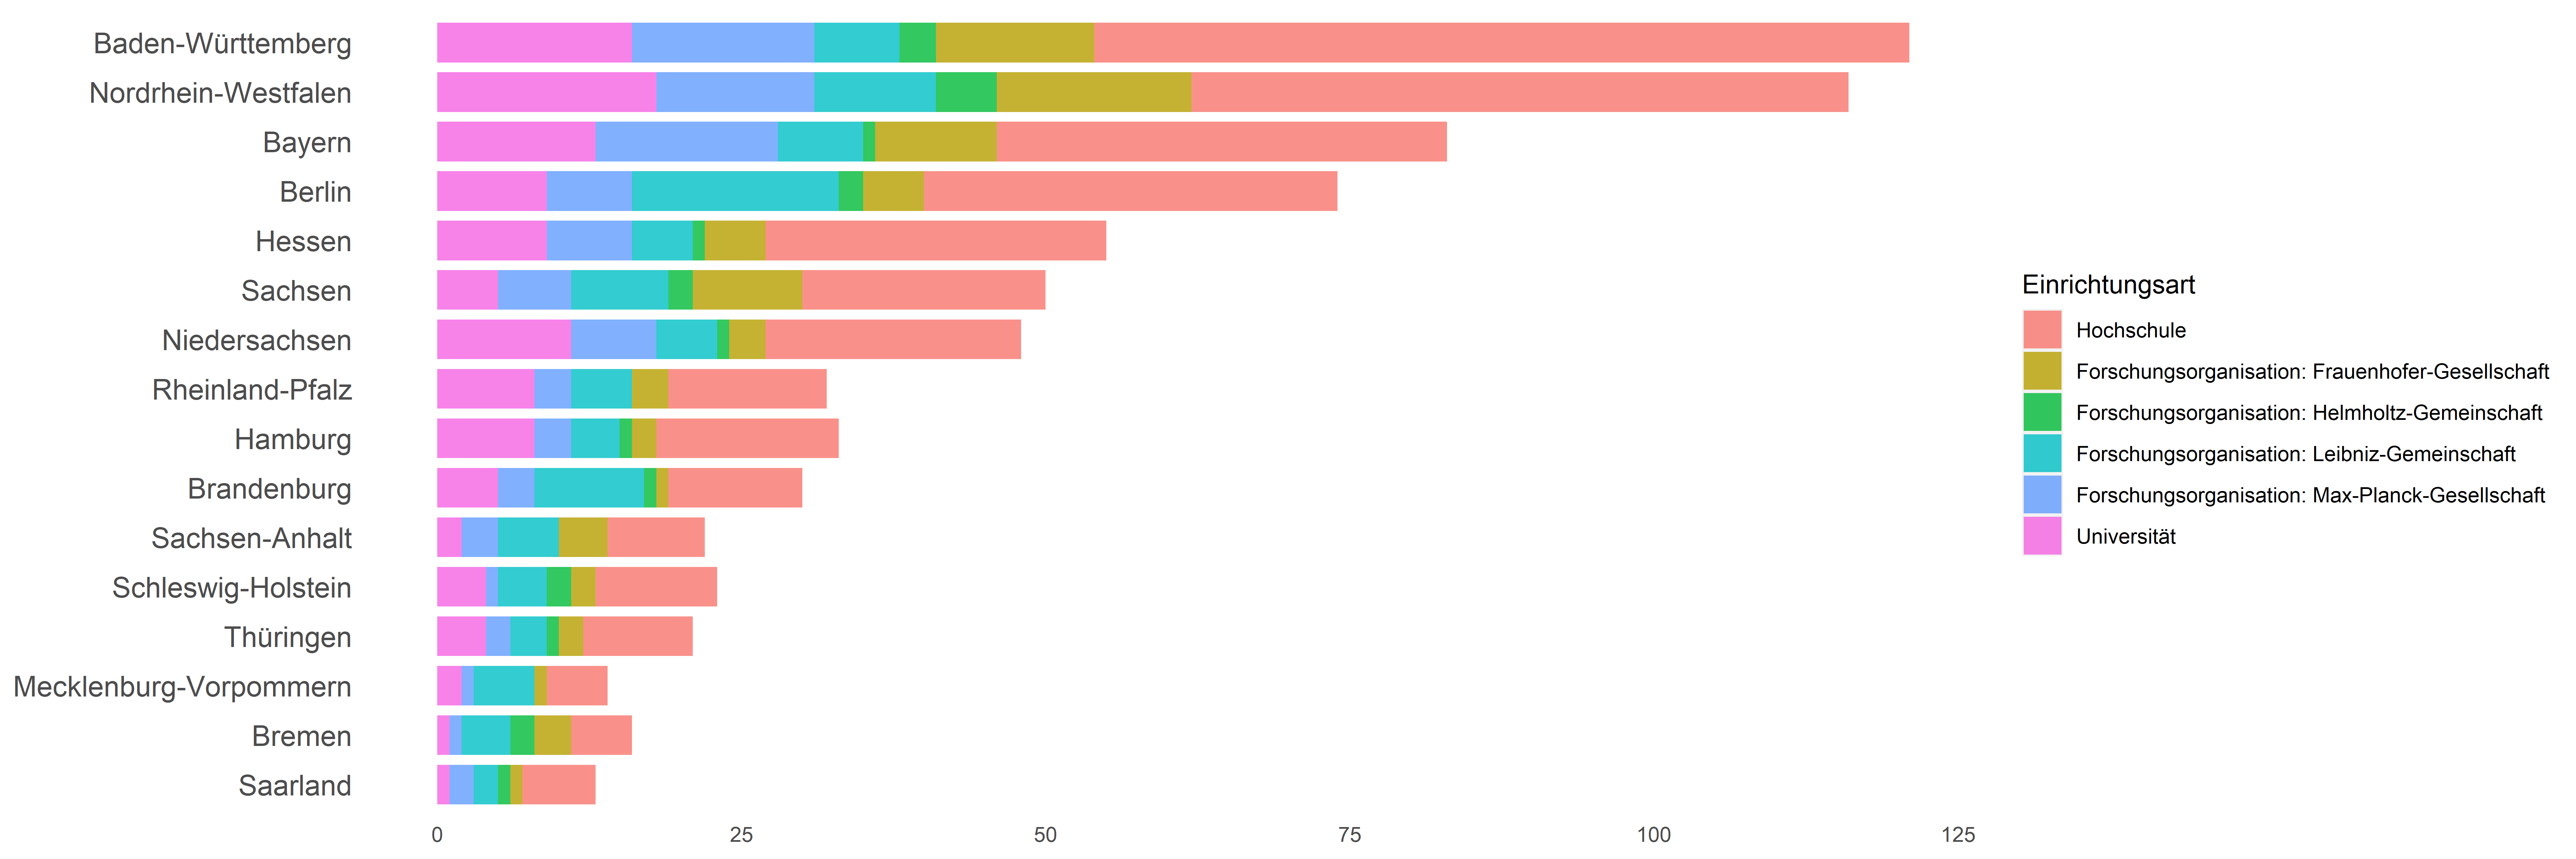 Baden-Württemberg
Nordrhein-Westfalen
Bayern
Berlin
Hessen
Sachsen
Niedersachsen
Rheinland-Pfalz
Hamburg
Brandenburg
Sachsen-Anhalt
Schleswig-Holstein
Thüringen
Mecklenburg-Vorpommern
Bremen
Saarland
0 25 50 75 100 125
Einrichtungsart
Hochschule
Forschungsorganisation: Frauenhofer-Gesellschaft
Forschungsorganisation: Helmholtz-Gemeinschaft
Forschungsorganisation: Leibniz-Gemeinschaft
Forschungsorganisation: Max-Planck-Gesellschaft
Universität